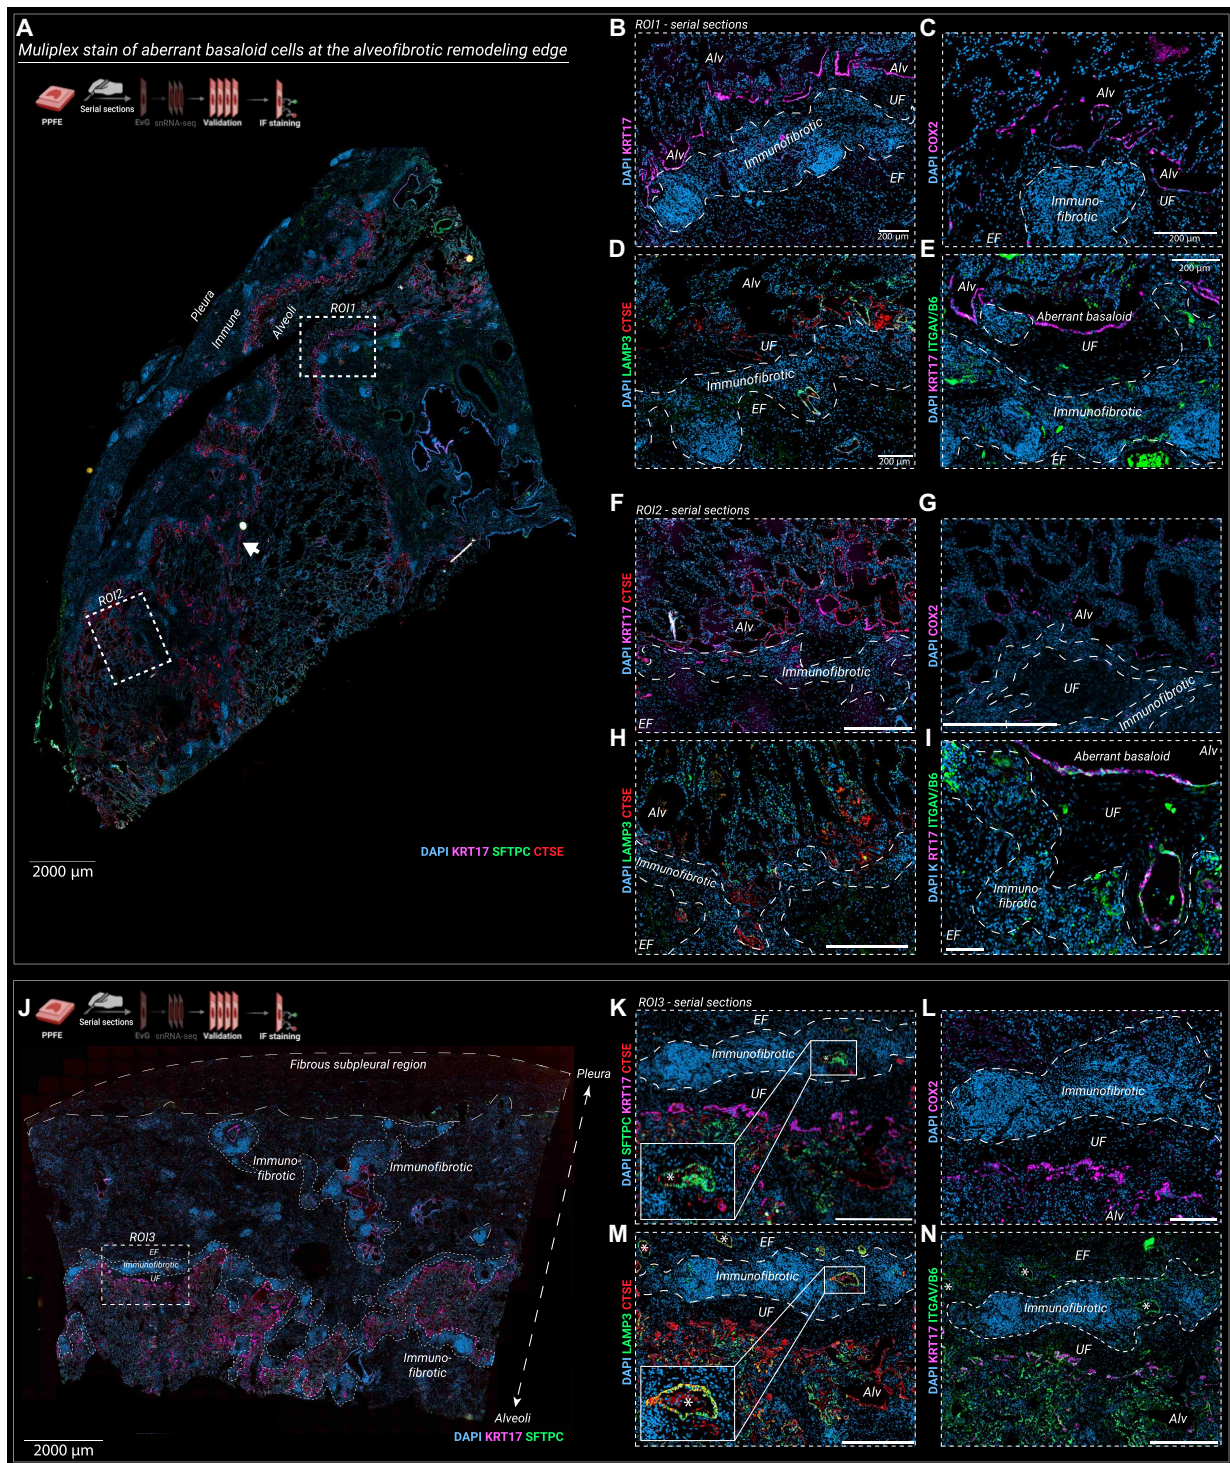 A
Muliplex stain of aberrant basaloid cells at the alveofibrotic remodeling edge
PPFE
Serial sections
EvG
snRNA-seq
Validation
IF staining
Pleura
Immune
Alveoli
ROI1
ROI2
DAPI KRT17 SFTPC CTSE
2000 µm
B
ROI1 - serial sections
DAPI KRT17
Alv
Alv
UF
Immunofibrotic
Alv
EF
200 µm
C
DAPI COX2
Alv
Alv
Immuno-
fibrotic
UF
EF
200 µm
D
DAPI LAMP3 CTSE
Alv
UF
Immunofibrotic
EF
200 µm
E
DAPI KRT17 ITGAV/B6
200 µm
Alv
Aberrant basaloid
UF
Immunofibrotic
EF
F
ROI2 - serial sections
DAPI KRT17 CTSE
Alv
Immunofibrotic
EF
G
DAPI COX2
Alv
UF
Immunofibrotic
H
DAPI LAMP3 CTSE
Alv
Immunofibrotic
EF
I
DAPI K RT17 ITGAV/B6
Aberrant basaloid
Alv
UF
Immuno-
fibrotic
EF
J
PPFE
Serial sections
EvG
snRNA-seq
Validation
IF staining
Fibrous subpleural region
Pleura
Immuno-
fibrotic
Immunofibrotic
ROI3
EF
Immunofibrotic
UF
Immuno-
fibrotic
Alveoli
DAPI KRT17 SFTPC
2000 µm
K
ROI3 - serial sections
DAPI SFTPC KRT17 CTSE
EF
Immunofibrotic
*
UF
*
L
DAPI COX2
Immunofibrotic
UF
Alv
M
DAPI LAMP3 CTSE
*
*
EF
Immunofibrotic
UF
*
Alv
N
DAPI KRT17 ITGAV/B6
EF
*
*
Immunofibrotic
*
UF
Alv